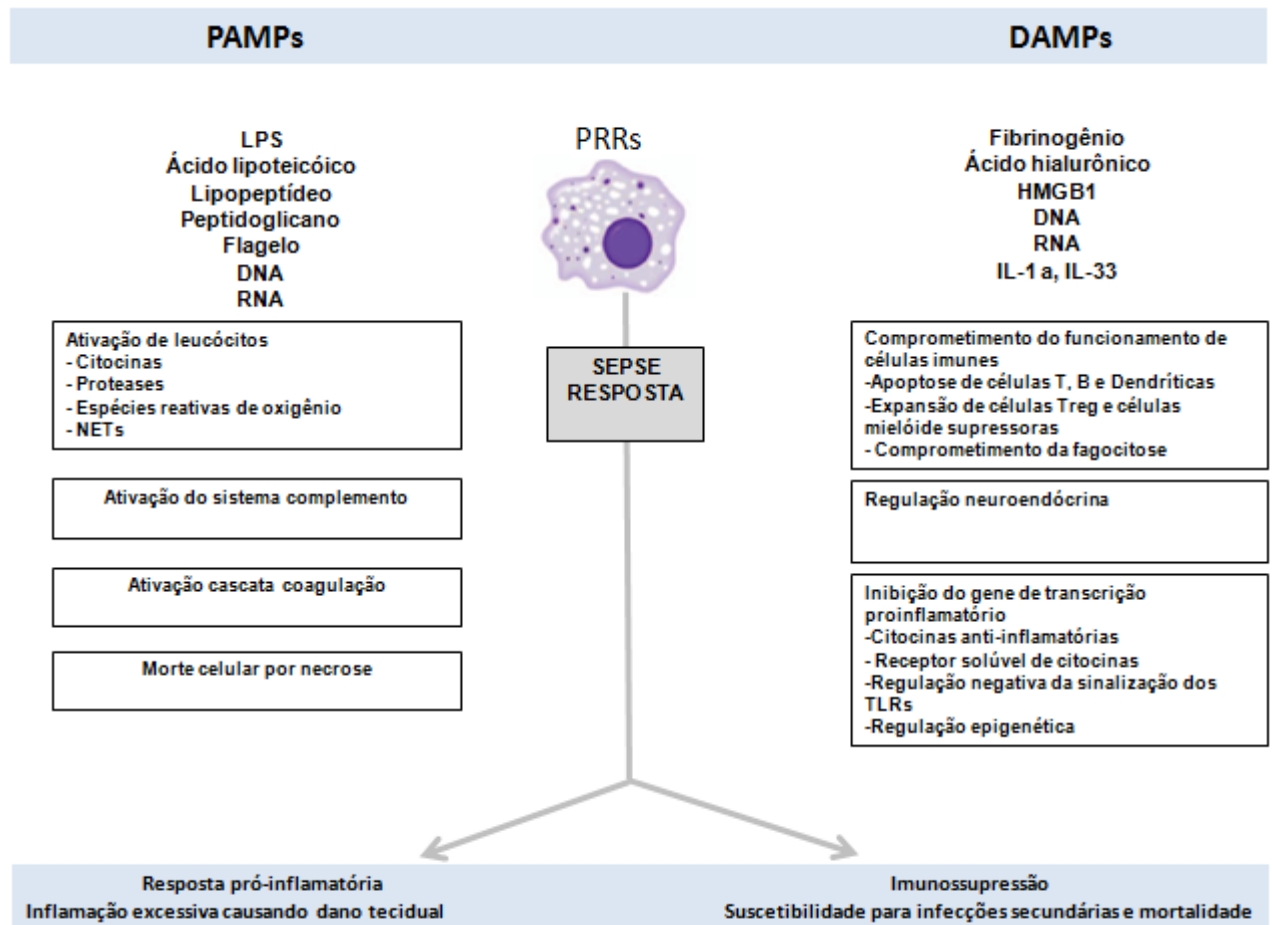 PAMPs
DAMPs
LPS
Ácido lipoteicóico
Lipopeptídeo
Peptidoglicano
Flagelo
DNA
RNA
PRRs
Fibrinogênio
Ácido hialurônico
HMGB1
DNA
RNA
IL-1 a, IL-33
Ativação de leucócitos
- Citocinas
- Proteases
- Espécies reativas de oxigênio
- NETs
Ativação do sistema complemento
Ativação cascata coagulação
Morte celular por necrose
SEPSE
RESPOSTA
Comprometimento do funcionamento de
células imunes
-Apoptose de células T, B e Dendríticas
-Expansão de células Treg e células
mielóide supressoras
- Comprometimento da fagocitose
Regulação neuroendócrina
Inibição do gene de transcrição
proinflamatório
-Citocinas anti-inflamatórias
- Receptor solúvel de citocinas
-Regulação negativa da sinalização dos
TLRs
-Regulação epigenética
Resposta pró-inflamatória
Inflamação excessiva causando dano tecidual
Imunossupressão
Suscetibilidade para infecções secundárias e mortalidade